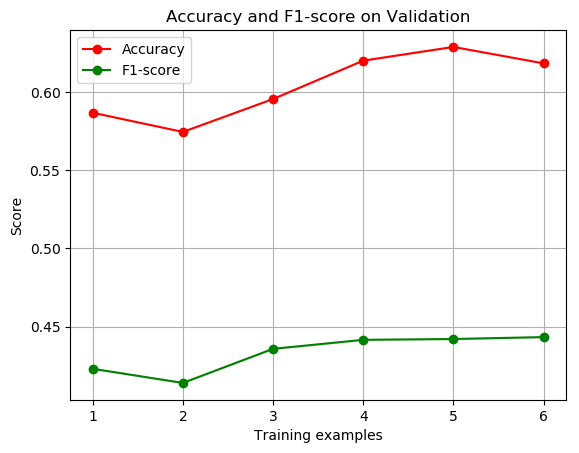 Accuracy and F1-score on Validation
Accuracy
F1-score
0.60
0.55
0.50
0.45
Score
1 2 3 4 5 6
Training examples